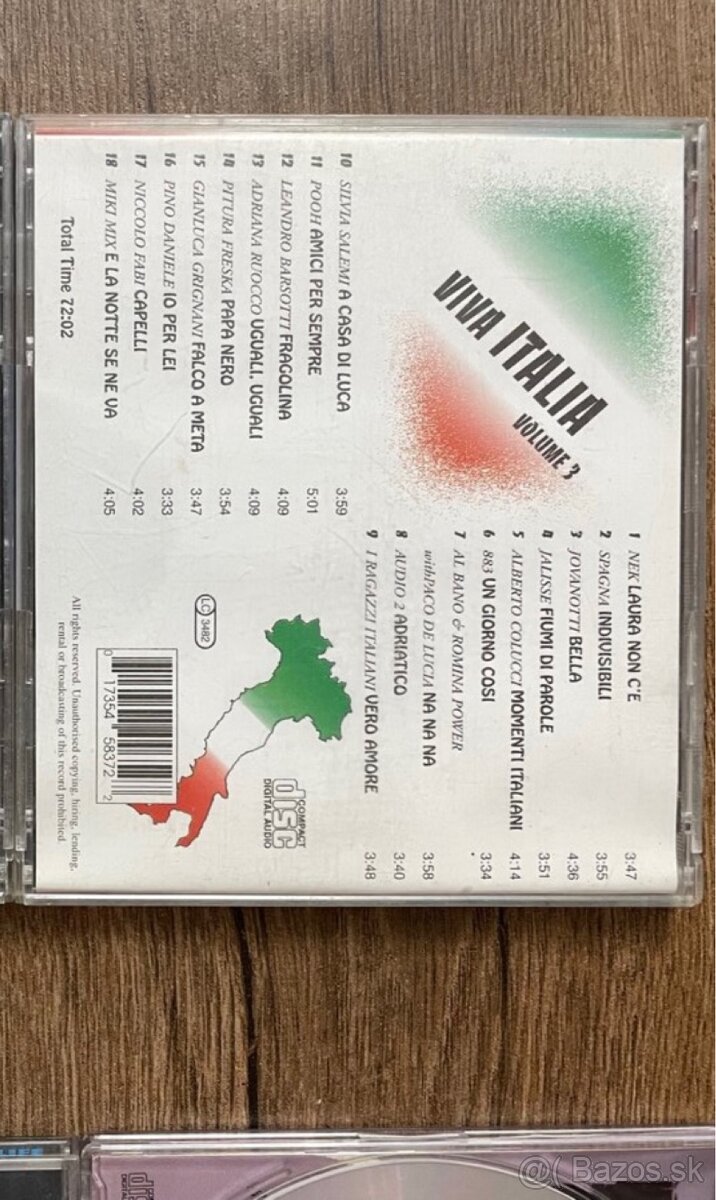 VIVA ITALIA
VOLUME 3
1 NEK LAURA NON C'E 3:47
2 SPAGNA INDIVISIBILI 3:55
3 JOVANOTTI BELLA 4:36
4 JALISSE FIUMI DI PAROLE 3:51
5 ALBERTO COLUCCI MOMENTI ITALIANI 4:14
6 883 UN GIORNO COSI 3:34
7 AL BANO & ROMINA POWER
withPACO DE LUCIA NA NA NA 3:58
8 AUDIO 2 ADRIATICO 3:40
9 I RAGAZZI ITALIANI VERO AMORE 3:48
10 SILVIA SALEMI A CASA DI LUCA 3:59
11 POOH AMICI PER SEMPRE 5:01
12 LEANDRO BARSOTTI FRAGOLINA 4:09
13 ADRIANA RUOCCO UGUALI, UGUALI 4:09
14 PITURA FRESKA PAPA NERO 3:54
15 GIANLUCA GRIGNANI FALCO A META 3:47
16 PINO DANIELE IO PER LEI 3:33
17 NICCOLO FABI CAPELLI 4:02
18 MIKI MIX E LA NOTTE SE NE VA 4:05
Total Time 72:02
LC 3482
COMPACT
disc
DIGITAL AUDIO
0 17354 58372 2
All rights reserved. Unauthorised copying, hiring, lending,
rental or broadcasting of this record prohibited.
DIGITAL AUDIO
@( Bazos.sk